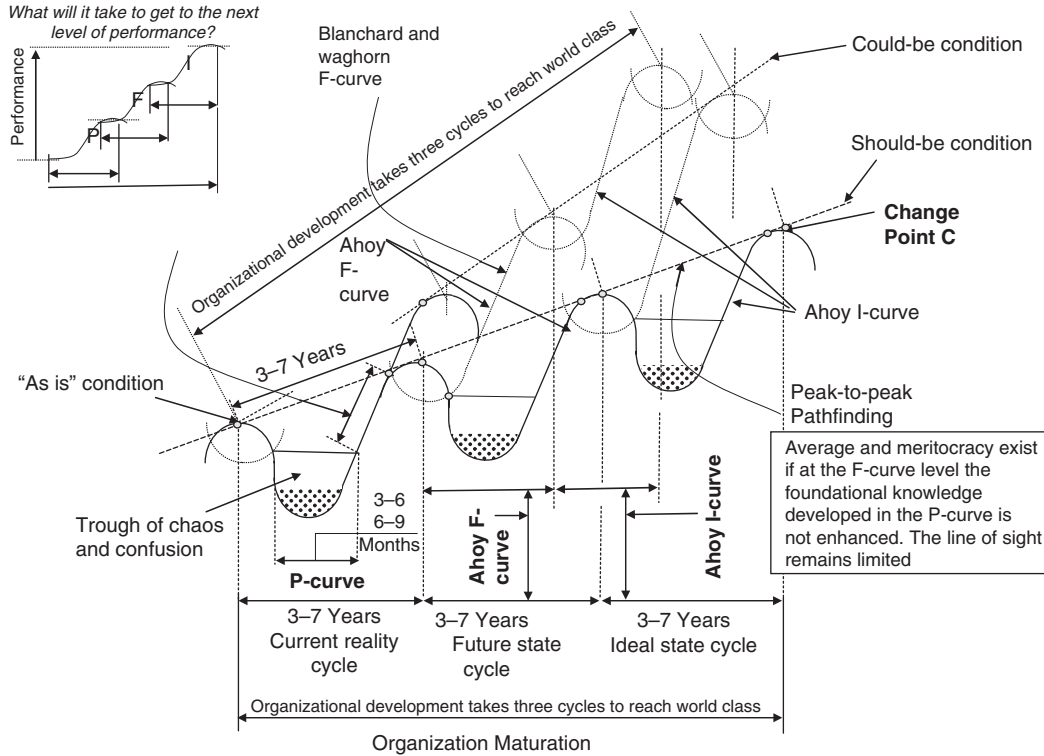 What will it take to get to the next
level of performance?
Performance
P
F
I
Blanchard and
waghorn
F-curve
Could-be condition
Should-be condition
Change
Point C
Organizational development takes three cycles to reach world class
Ahoy
F-
curve
Ahoy I-curve
3–7 Years
“As is” condition
Peak-to-peak
Pathfinding
Average and meritocracy exist
if at the F-curve level the
foundational knowledge
developed in the P-curve is
not enhanced. The line of sight
remains limited
Trough of chaos
and confusion
3–6
6–9
Months
P-curve
Ahoy F-
curve
Ahoy I-curve
3–7 Years
Current reality
cycle
3–7 Years
Future state
cycle
3–7 Years
Ideal state cycle
Organizational development takes three cycles to reach world class
Organization Maturation